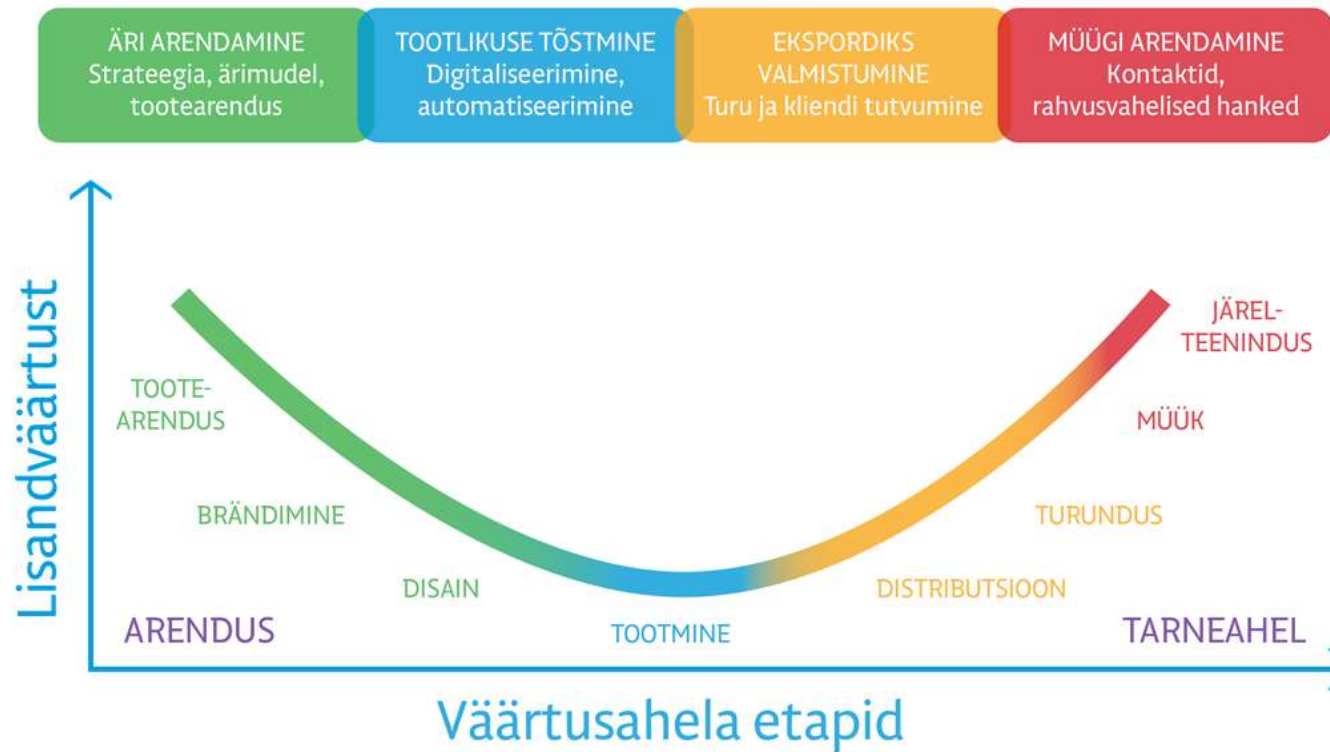 ÄRI ARENDAMINE
Strateegia, ärimudel,
tootearendus
TOOTLIKUSE TÕSTMINE
Digitaliseerimine,
automatiseerimine
EKSPORDIKS
VALMISTUMINE
Turu ja kliendi tutvumine
MÜÜGI ARENDAMINE
Kontaktid,
rahvusvahelised hanked
Lisandväärtust
TOOTE-
ARENDUS
BRÄNDIMINE
DISAIN
TOOTMINE
DISTRIBUTSIOON
TURUNDUS
MÜÜK
JÄREL-
TEENINDUS
ARENDUS
TARNEAHEL
Väärtusahela etapid